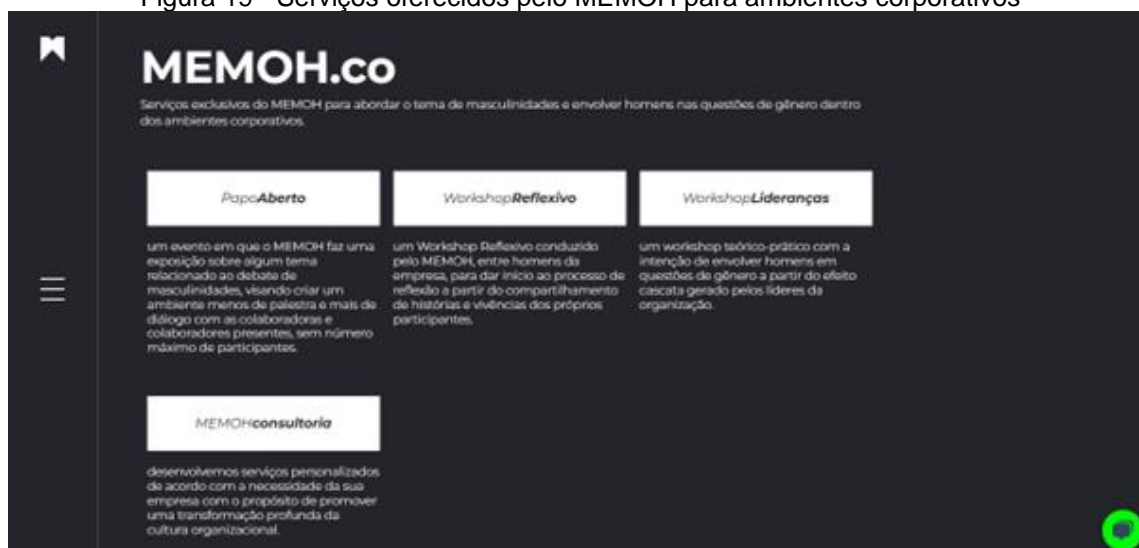 Figura 19 - Serviços oferecidos pelo MEMOH para ambientes corporativos
MEMOH.co
Serviços exclusivos do MEMOH para abordar o tema de masculinidades e envolver homens nas questões de gênero dentro
dos ambientes corporativos.
PapoAberto
um evento em que o MEMOH faz uma
exposição sobre algum tema
relacionado ao debate de
masculinidades, visando criar um
ambiente menos de palestra e mais de
diálogo com as colaboradoras e
colaboradores presentes, sem número
máximo de participantes.
WorkshopReflexivo
um Workshop Reflexivo conduzido
pelo MEMOH, entre homens da
empresa, para dar início ao processo de
reflexão a partir do compartilhamento
de histórias e vivências dos próprios
participantes.
WorkshopLideranças
um workshop teórico-prático com a
intenção de envolver homens em
questões de gênero a partir do efeito
cascata gerado pelos líderes da
organização.
MEMOHconsultoria
desenvolvemos serviços personalizados
de acordo com a necessidade da sua
empresa com o propósito de promover
uma transformação profunda da
cultura organizacional.